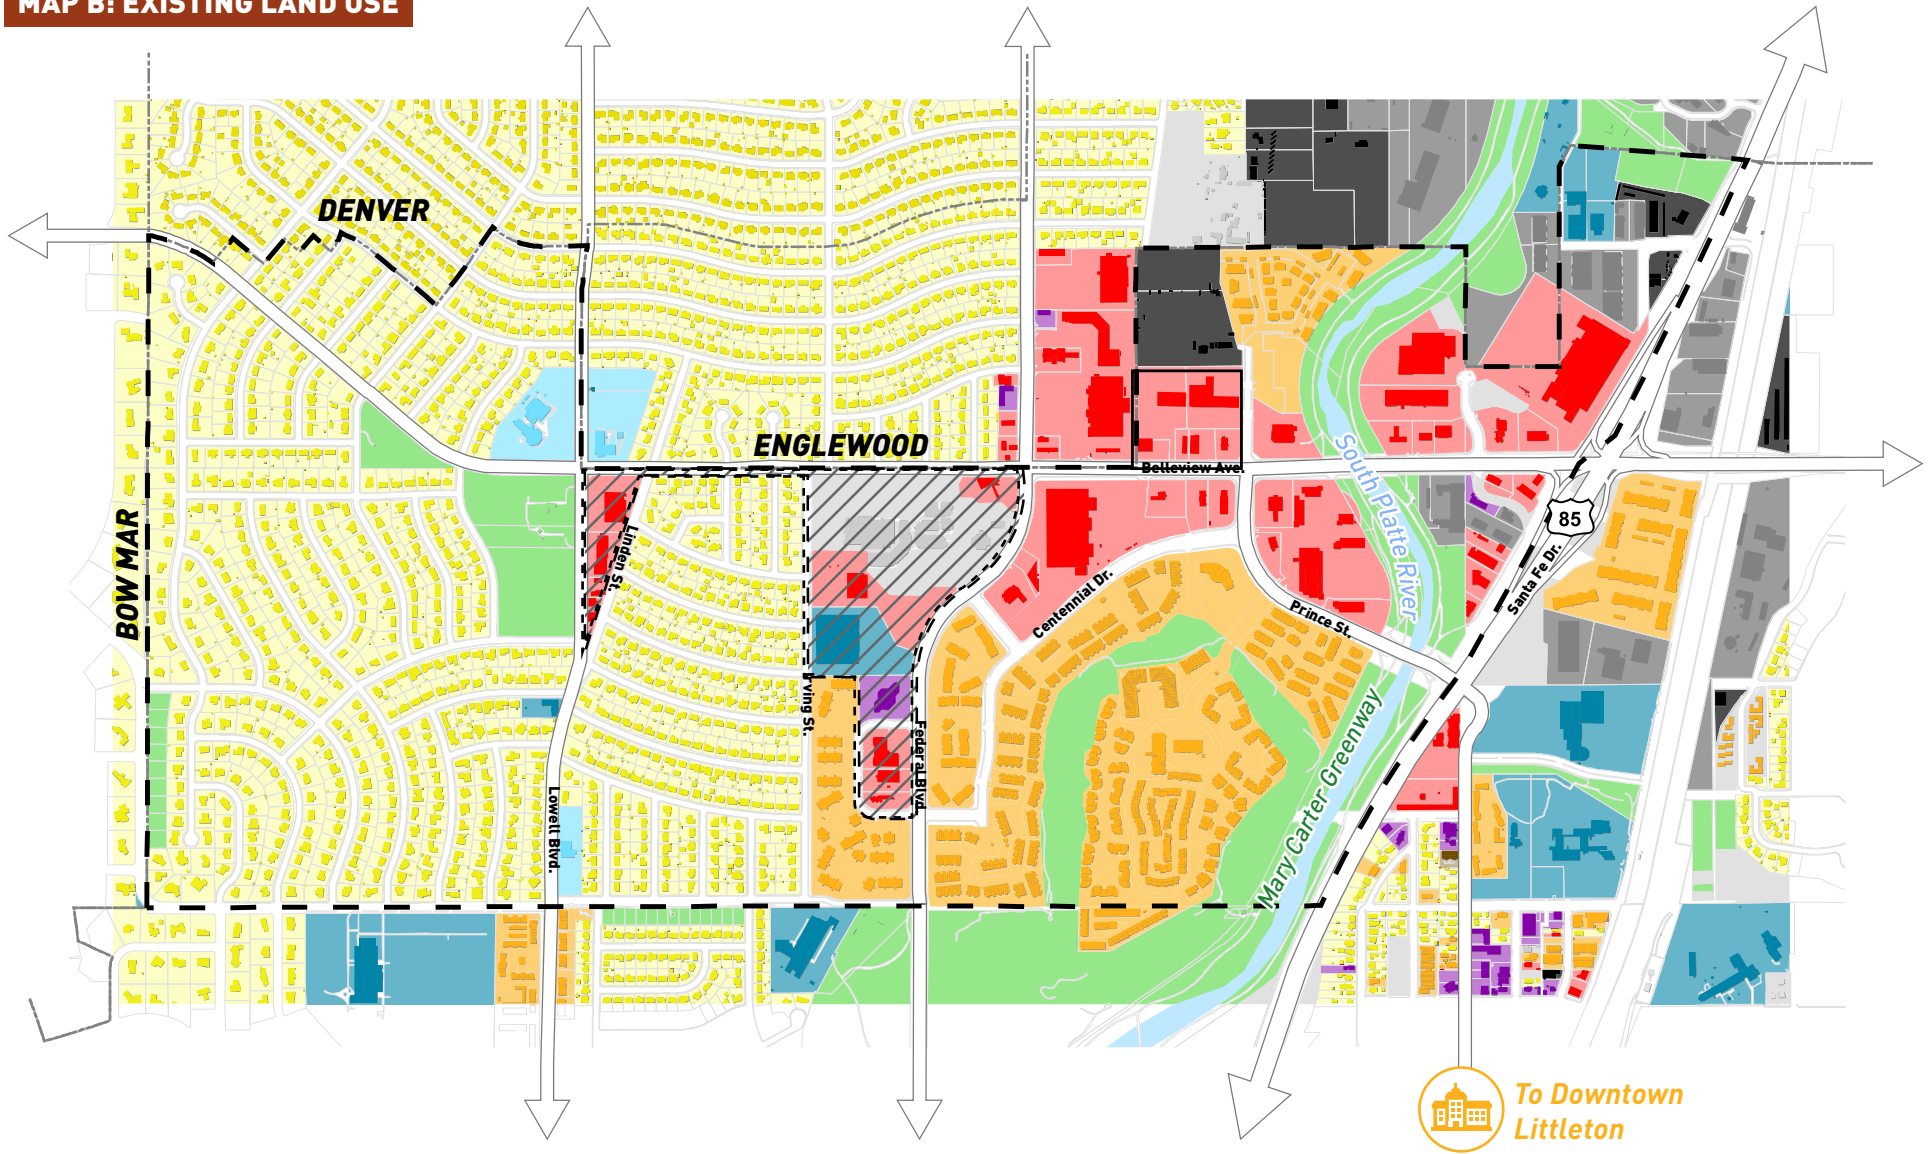 MAP B: EXISTING LAND USE
DENVER
ENGLEWOOD
Belleview Ave.
BOW MAR
Linden St.
South Platte River
85
Santa Fe Dr.
Centennial Dr.
Prince St.
Irving St.
Federal Blvd.
Mary Carter Greenway
Lowell Blvd.
To Downtown
Littleton